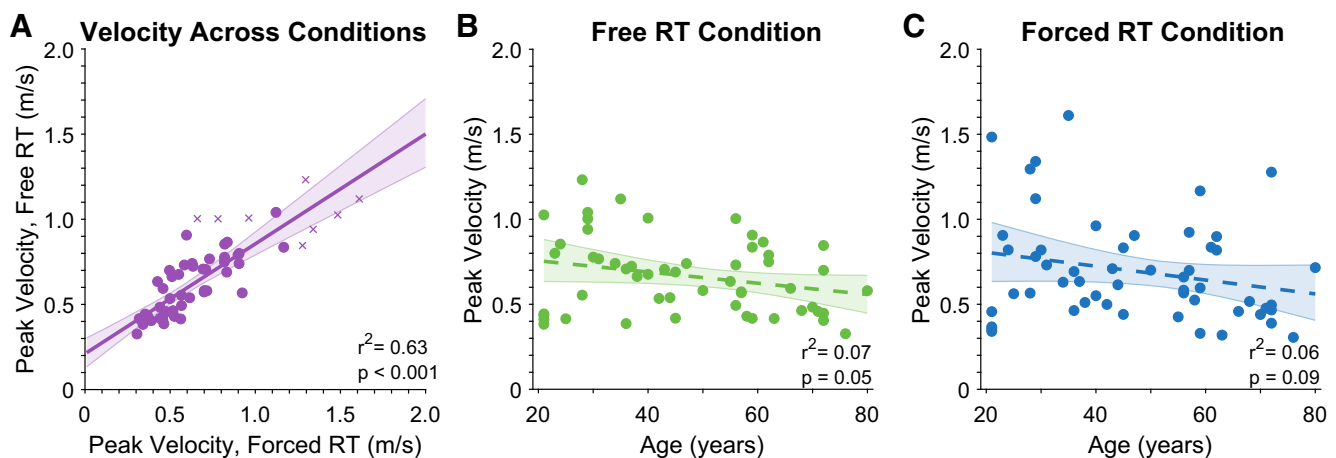 A Velocity Across Conditions
2.0
1.5
1.0
0.5
0
Peak Velocity, Free RT (m/s)
r2= 0.63
p < 0.001
0 0.5 1.0 1.5 2.0
Peak Velocity, Forced RT (m/s)
B Free RT Condition
2.0
1.5
1.0
0.5
0
Peak Velocity (m/s)
r2= 0.07
p = 0.05
20 40 60 80
Age (years)
C Forced RT Condition
2.0
1.5
1.0
0.5
0
Peak Velocity (m/s)
r2= 0.06
p = 0.09
20 40 60 80
Age (years)